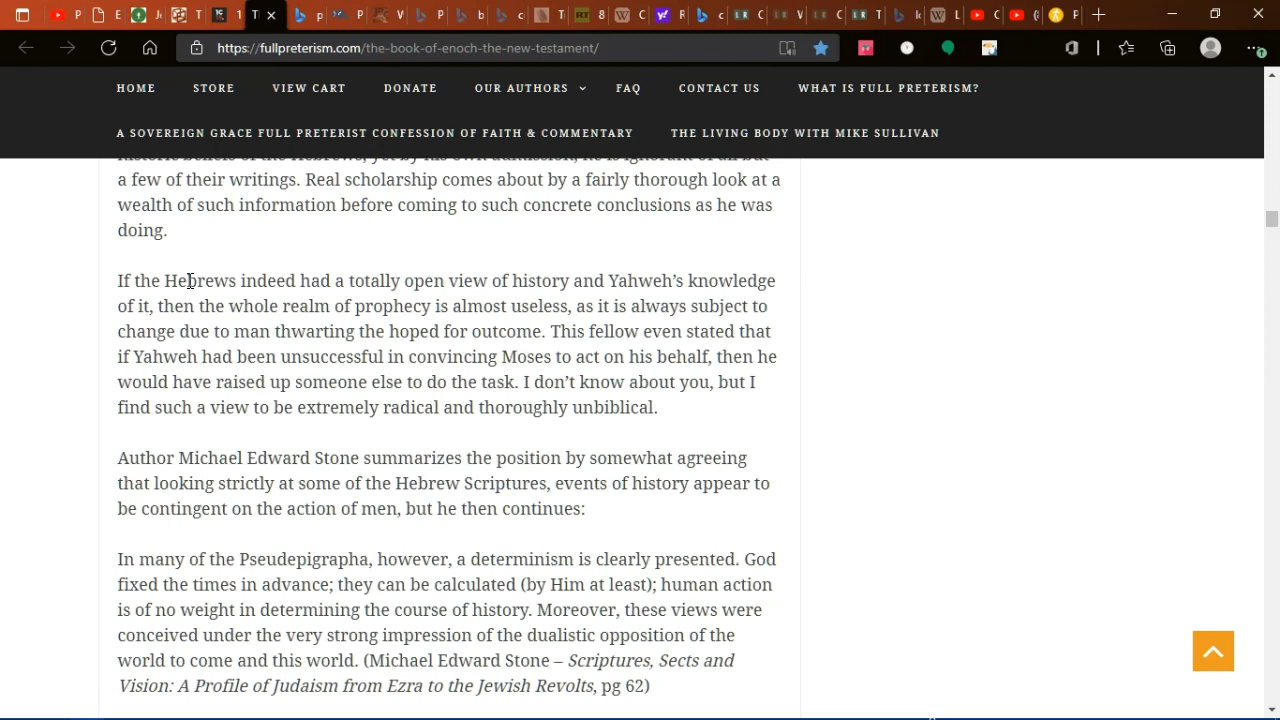 https://fullpreterism.com/the-book-of-enoch-the-new-testament/
HOME STORE VIEW CART DONATE OUR AUTHORS FAQ CONTACT US WHAT IS FULL PRETERISM?
A SOVEREIGN GRACE FULL PRETERIST CONFESSION OF FAITH & COMMENTARY THE LIVING BODY WITH MIKE SULLIVAN
historic beliefs of the Hebrews, yet by his own admission, he is ignorant of all but
a few of their writings. Real scholarship comes about by a fairly thorough look at a
wealth of such information before coming to such concrete conclusions as he was
doing.
If the Hebrews indeed had a totally open view of history and Yahweh’s knowledge
of it, then the whole realm of prophecy is almost useless, as it is always subject to
change due to man thwarting the hoped for outcome. This fellow even stated that
if Yahweh had been unsuccessful in convincing Moses to act on his behalf, then he
would have raised up someone else to do the task. I don’t know about you, but I
find such a view to be extremely radical and thoroughly unbiblical.
Author Michael Edward Stone summarizes the position by somewhat agreeing
that looking strictly at some of the Hebrew Scriptures, events of history appear to
be contingent on the action of men, but he then continues:
In many of the Pseudepigrapha, however, a determinism is clearly presented. God
fixed the times in advance; they can be calculated (by Him at least); human action
is of no weight in determining the course of history. Moreover, these views were
conceived under the very strong impression of the dualistic opposition of the
world to come and this world. (Michael Edward Stone – Scriptures, Sects and
Vision: A Profile of Judaism from Ezra to the Jewish Revolts, pg 62)